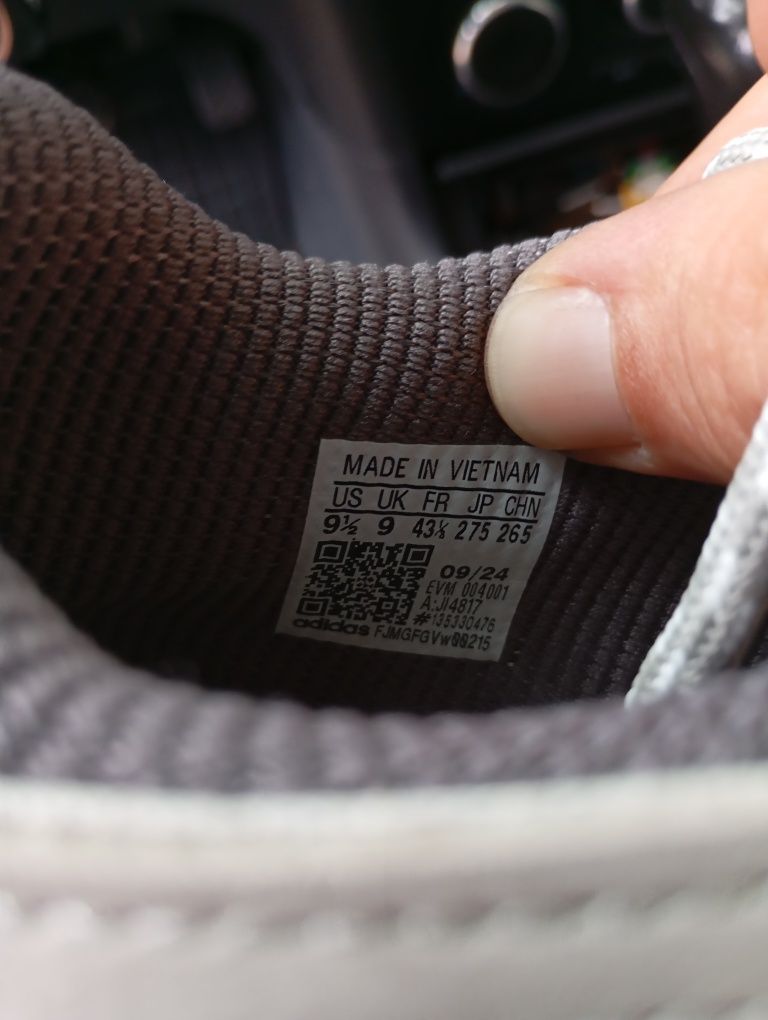 MADE IN VIETNAM
US UK FR JP CHN
9½ 9 43⅓ 275 265
09/24
EVM 004001
A:JI4817
#135330476
adidas FJMGFGVw00215